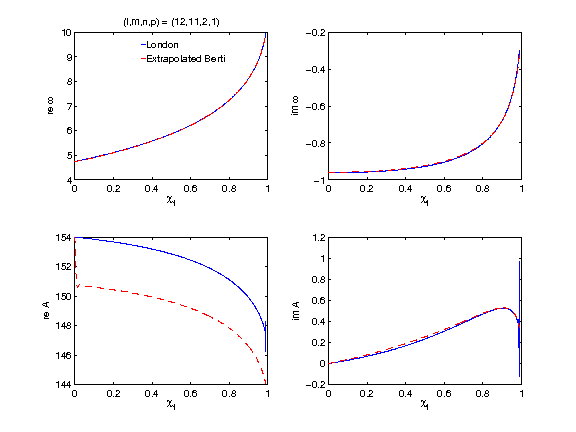 (l,m,n,p) = (12,11,2,1)
10
9
8
7
6
5
4
re ω
London
Extrapolated Berti
0 0.2 0.4 0.6 0.8 1
χf
-0.2
-0.4
-0.6
-0.8
-1
im ω
0 0.2 0.4 0.6 0.8 1
χf
154
152
150
148
146
144
re A
0 0.2 0.4 0.6 0.8 1
χf
1.2
1
0.8
0.6
0.4
0.2
0
-0.2
im A
0 0.2 0.4 0.6 0.8 1
χf